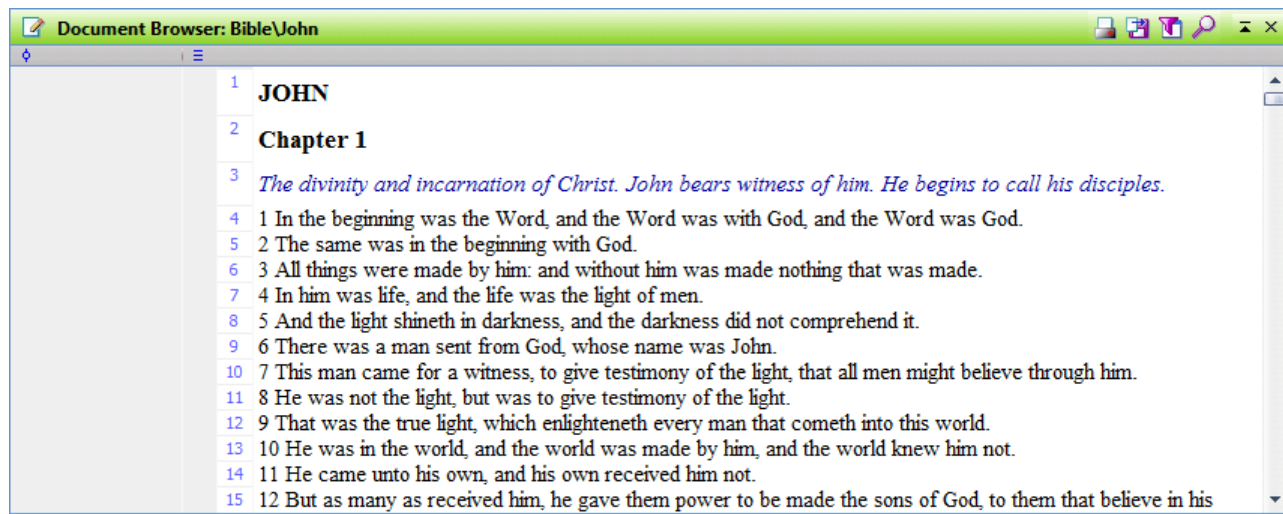 Document Browser: Bible\John
1 JOHN
2 Chapter 1
3 The divinity and incarnation of Christ. John bears witness of him. He begins to call his disciples.
4 1 In the beginning was the Word, and the Word was with God, and the Word was God.
5 2 The same was in the beginning with God.
6 3 All things were made by him: and without him was made nothing that was made.
7 4 In him was life, and the life was the light of men.
8 5 And the light shineth in darkness, and the darkness did not comprehend it.
9 6 There was a man sent from God, whose name was John.
10 7 This man came for a witness, to give testimony of the light, that all men might believe through him.
11 8 He was not the light, but was to give testimony of the light.
12 9 That was the true light, which enlighteneth every man that cometh into this world.
13 10 He was in the world, and the world was made by him, and the world knew him not.
14 11 He came unto his own, and his own received him not.
15 12 But as many as received him, he gave them power to be made the sons of God, to them that believe in his